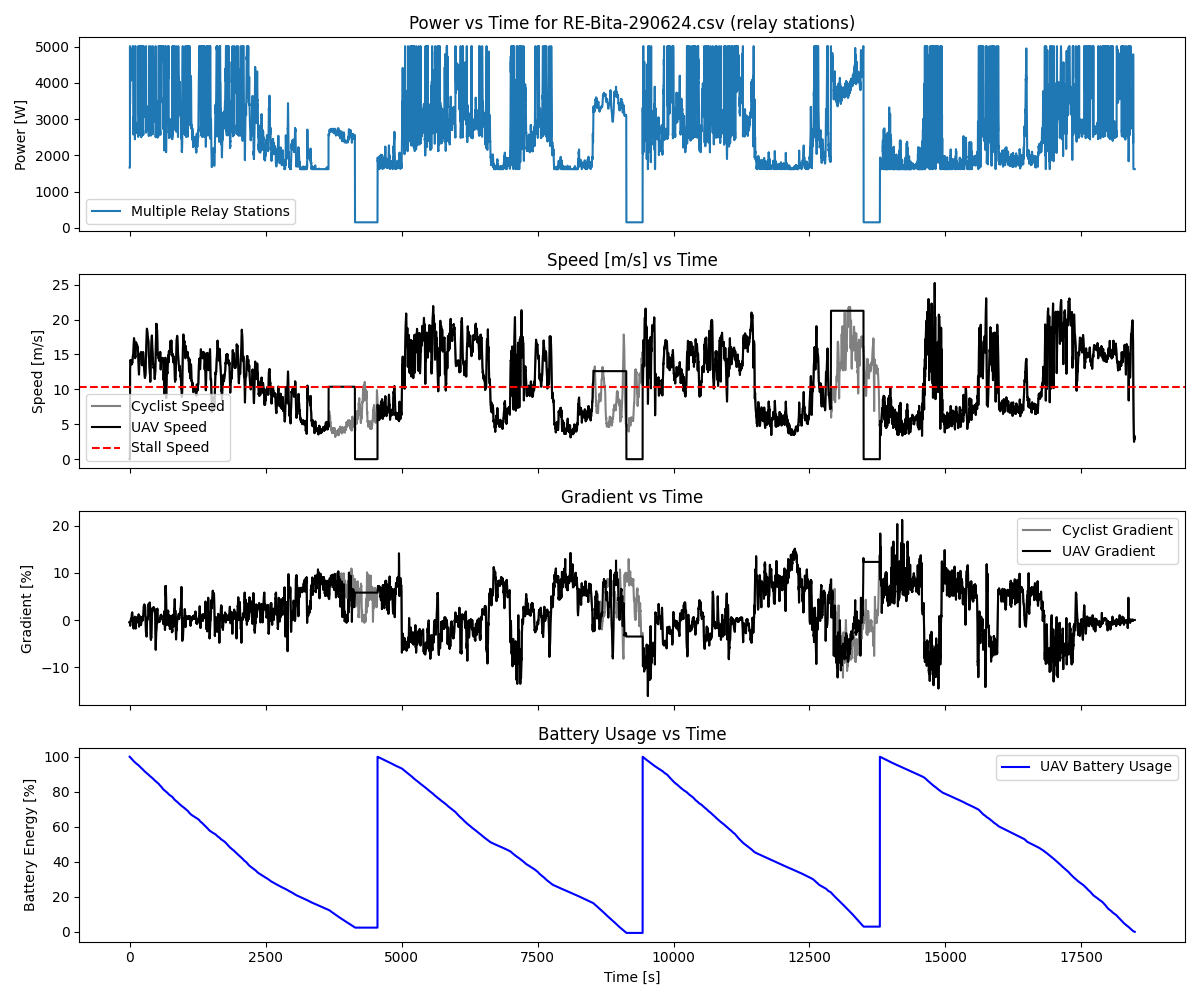 Power vs Time for RE-Bita-290624.csv (relay stations)
5000
4000
3000
2000
1000
0
Power [W]
Multiple Relay Stations
Speed [m/s] vs Time
25
20
15
10
5
0
Speed [m/s]
Cyclist Speed
UAV Speed
Stall Speed
Gradient vs Time
20
10
0
−10
Gradient [%]
Cyclist Gradient
UAV Gradient
Battery Usage vs Time
100
80
60
40
20
0
Battery Energy [%]
UAV Battery Usage
0 2500 5000 7500 10000 12500 15000 17500
Time [s]